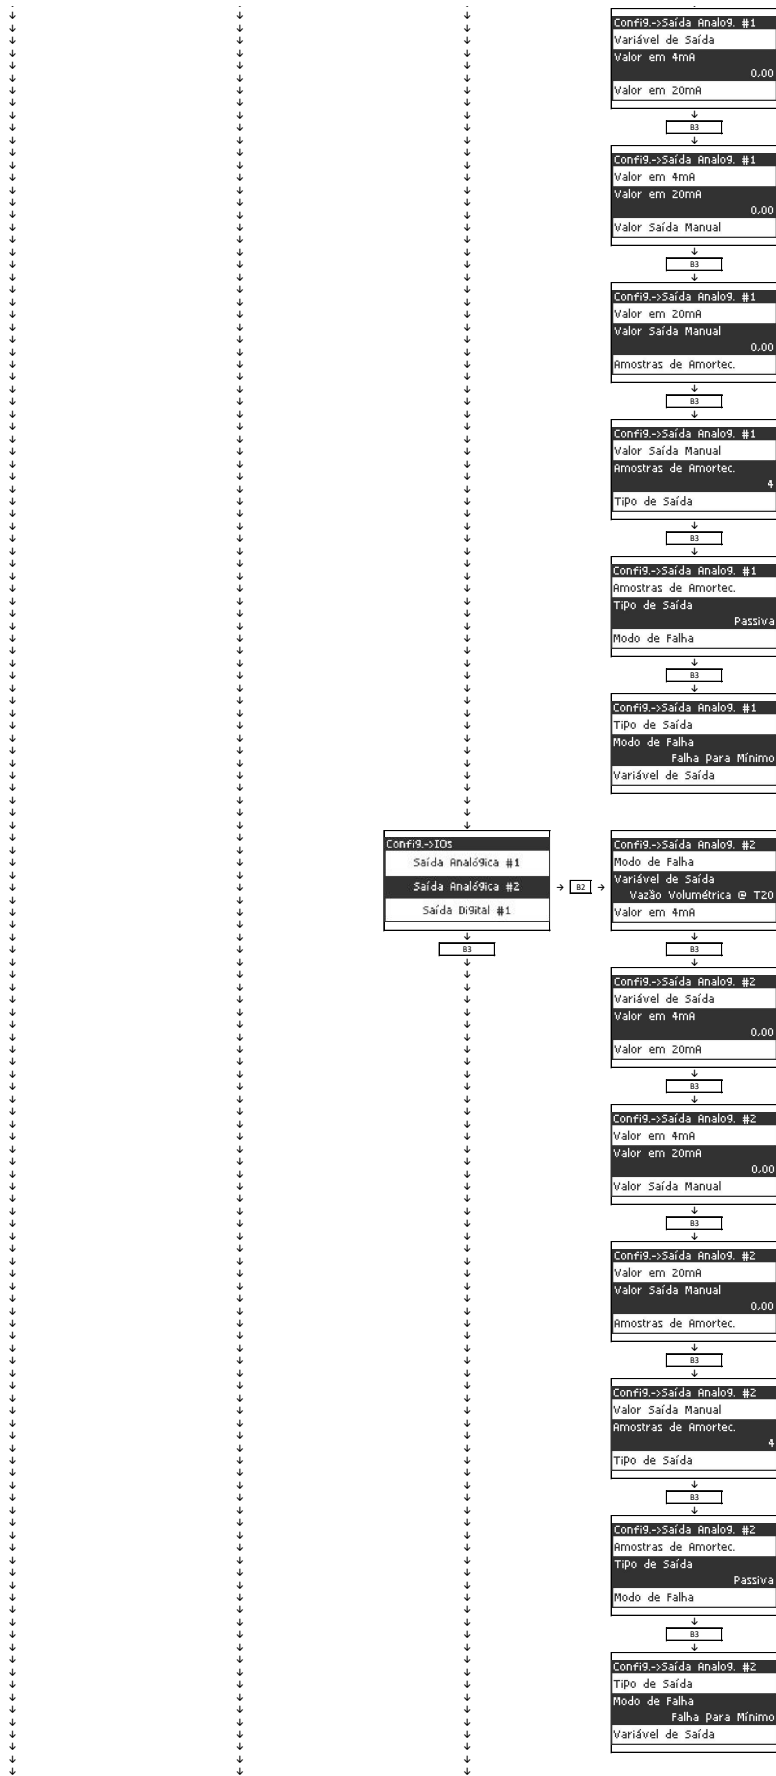 Config.->Saída Analog. #1
Variável de Saída
Valor em 4mA
0,00
Valor em 20mA
B3
Config.->Saída Analog. #1
Valor em 4mA
Valor em 20mA
0,00
Valor Saída Manual
B3
Config.->Saída Analog. #1
Valor em 20mA
Valor Saída Manual
0,00
Amostras de Amortec.
B3
Config.->Saída Analog. #1
Valor Saída Manual
Amostras de Amortec.
4
Tipo de Saída
B3
Config.->Saída Analog. #1
Amostras de Amortec.
Tipo de Saída
Passiva
Modo de Falha
B3
Config.->Saída Analog. #1
Tipo de Saída
Modo de Falha
Falha para Mínimo
Variável de Saída
Config.->IOs
Saída Analógica #1
Saída Analógica #2
Saída Digital #1
B3
B2
Config.->Saída Analog. #2
Modo de Falha
Variável de Saída
Vazão Volumétrica @ T20
Valor em 4mA
B3
Config.->Saída Analog. #2
Variável de Saída
Valor em 4mA
0,00
Valor em 20mA
B3
Config.->Saída Analog. #2
Valor em 4mA
Valor em 20mA
0,00
Valor Saída Manual
B3
Config.->Saída Analog. #2
Valor em 20mA
Valor Saída Manual
0,00
Amostras de Amortec.
B3
Config.->Saída Analog. #2
Valor Saída Manual
Amostras de Amortec.
4
Tipo de Saída
B3
Config.->Saída Analog. #2
Amostras de Amortec.
Tipo de Saída
Passiva
Modo de Falha
B3
Config.->Saída Analog. #2
Tipo de Saída
Modo de Falha
Falha para Mínimo
Variável de Saída